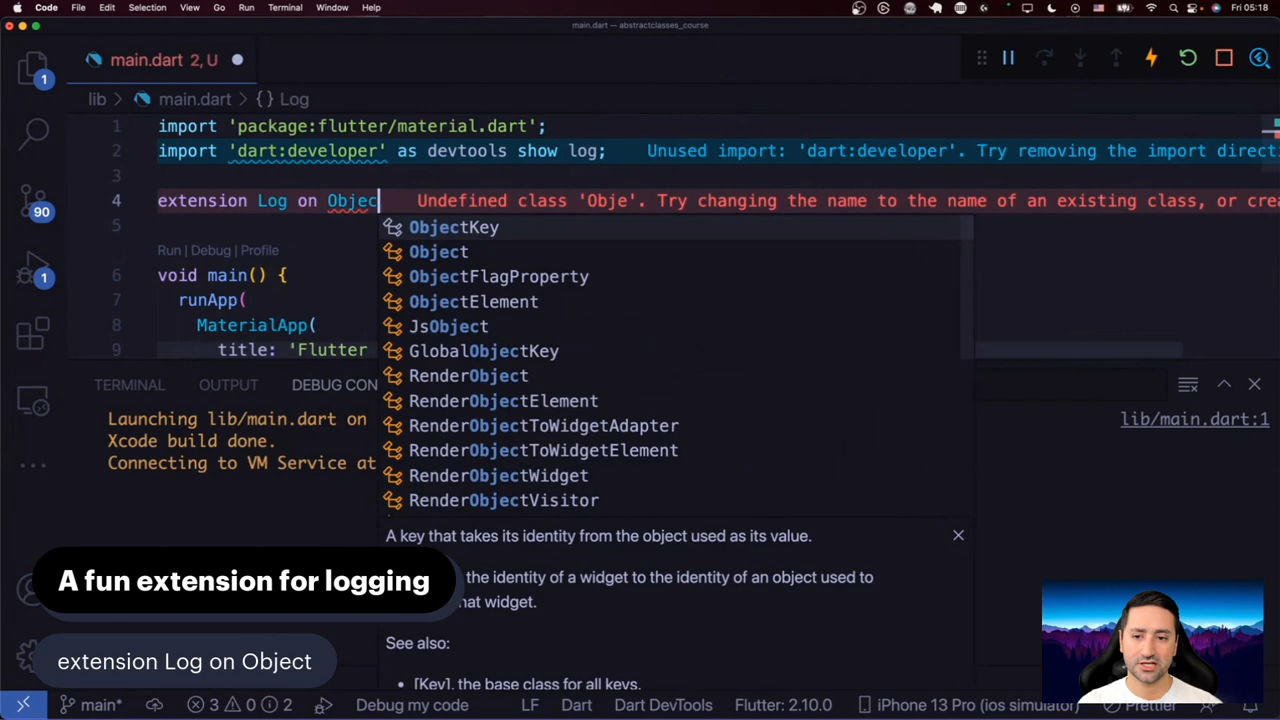 Code File Edit Selection View Go Run Terminal Window Help Fri 05:18
main.dart — abstractclasses_course
main.dart 2, U
lib > main.dart > {} Log
1 import 'package:flutter/material.dart';
2 import 'dart:developer' as devtools show log; Unused import: 'dart:developer'. Try removing the import directi
3
4 extension Log on Objec Undefined class 'Obje'. Try changing the name to the name of an existing class, or crea
5
Run | Debug | Profile
6 void main() {
7 runApp(
8 MaterialApp(
9 title: 'Flutter
1
90
1
ObjectKey
Object
ObjectFlagProperty
ObjectElement
JsObject
GlobalObjectKey
RenderObject
RenderObjectElement
RenderObjectToWidgetAdapter
RenderObjectToWidgetElement
RenderObjectWidget
RenderObjectVisitor
A key that takes its identity from the object used as its value.
the identity of a widget to the identity of an object used to
hat widget.
See also:
• [Key], the base class for all keys.
TERMINAL OUTPUT DEBUG CON
Launching lib/main.dart on
Xcode build done.
Connecting to VM Service at
lib/main.dart:1
A fun extension for logging
extension Log on Object
main* 3 0 2 Debug my code LF Dart Dart DevTools Flutter: 2.10.0 iPhone 13 Pro (ios simulator) Prettier